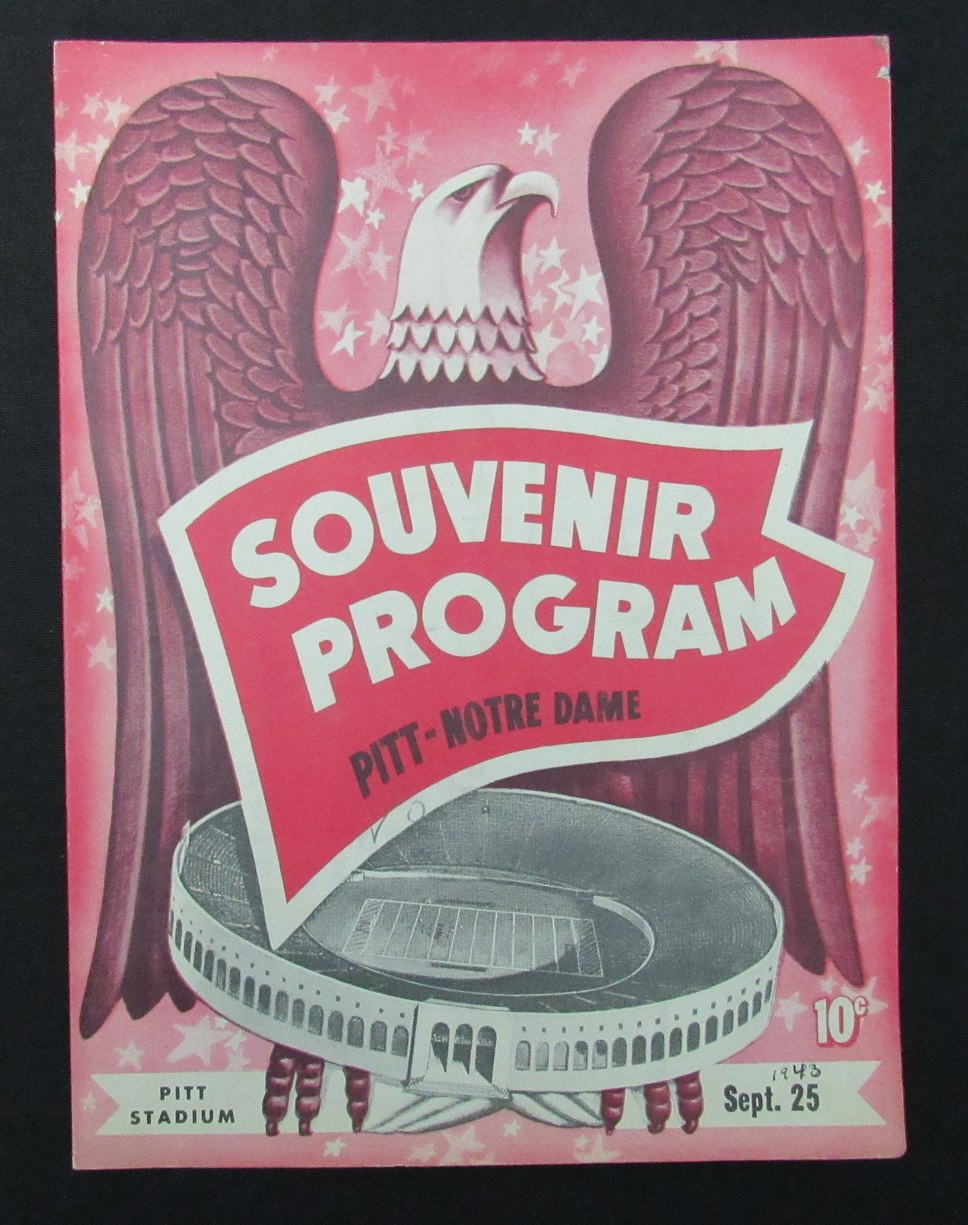 SOUVENIR
PROGRAM
PITT-NOTRE DAME
10¢
PITT
STADIUM
1943
Sept. 25